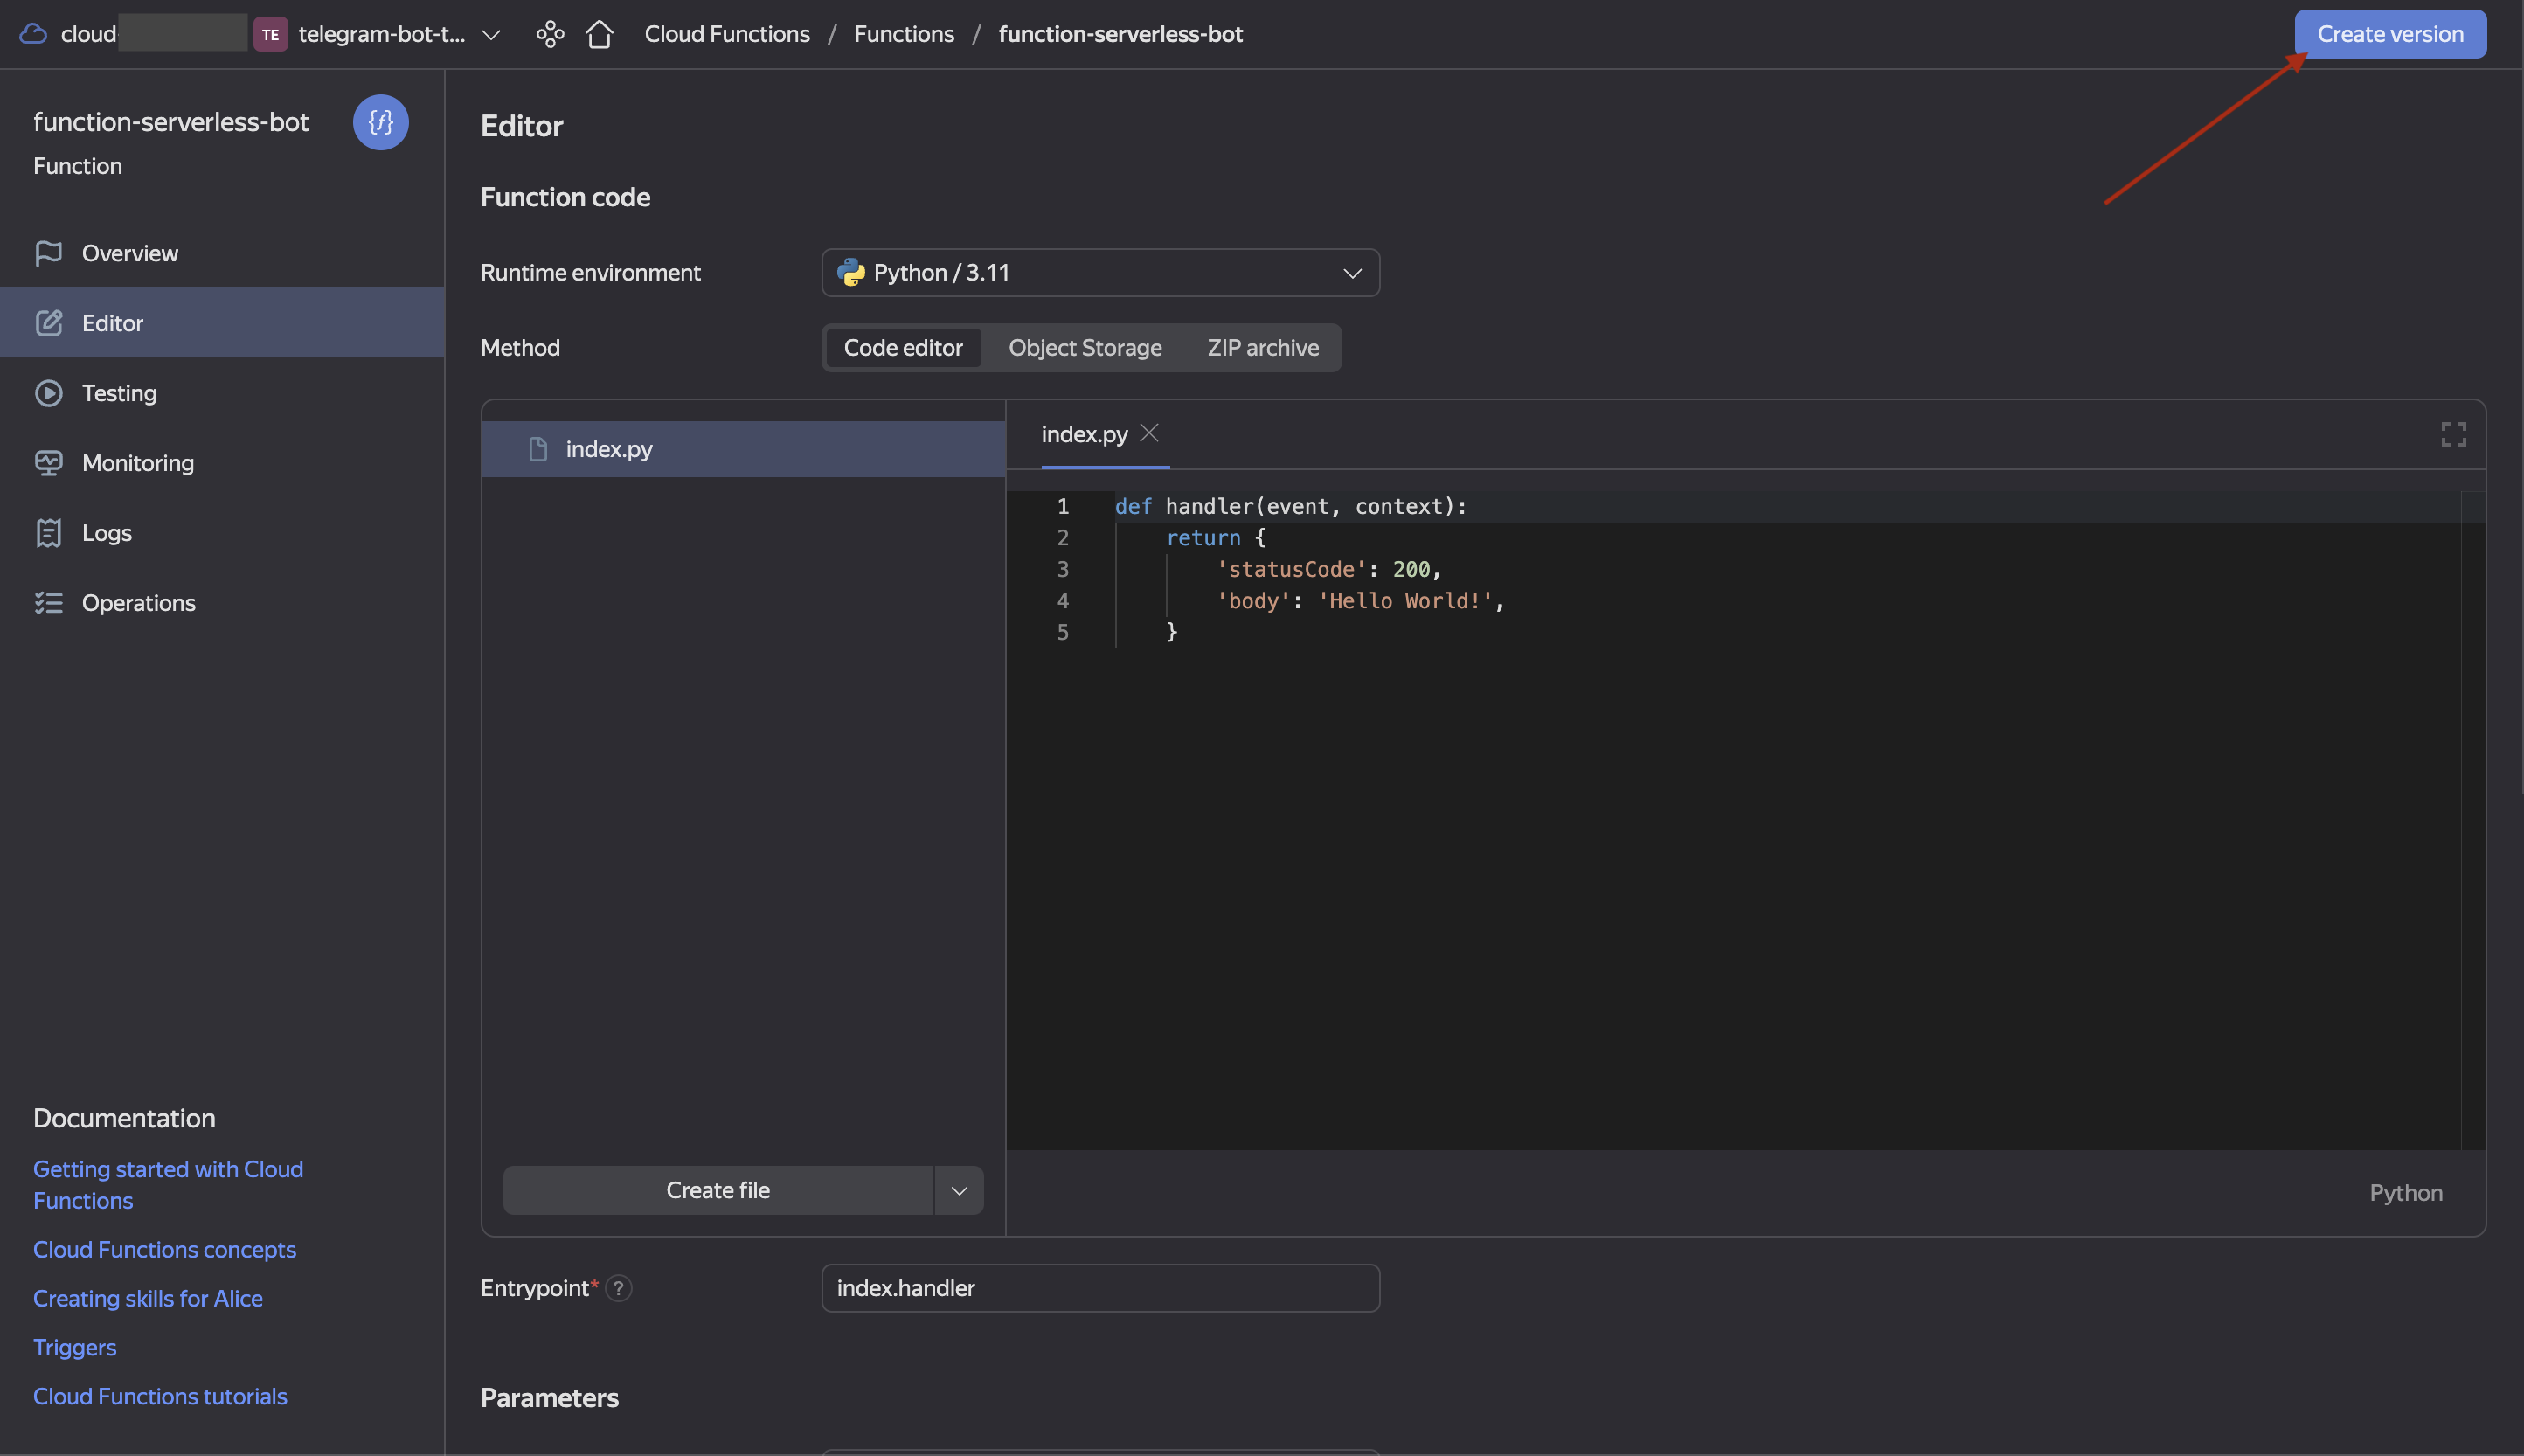 cloud- TE telegram-bot-t... Cloud Functions / Functions / function-serverless-bot Create version
function-serverless-bot {f}
Function
Overview
Editor
Testing
Monitoring
Logs
Operations
Documentation
Getting started with Cloud
Functions
Cloud Functions concepts
Creating skills for Alice
Triggers
Cloud Functions tutorials
Editor
Function code
Runtime environment Python / 3.11
Method Code editor Object Storage ZIP archive
index.py
Create file
index.py
1 def handler(event, context):
2     return {
3         'statusCode': 200,
4         'body': 'Hello World!',
5     }
Python
Entrypoint* ? index.handler
Parameters